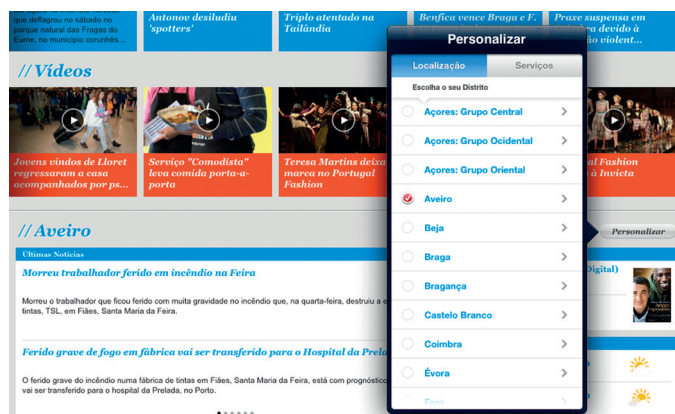 que deflagrou no sábado no
parque natural das Fragas do
Eume, no município corunhês...
Antonov desiludiu
'spotters'
Triplo atentado na
Tailândia
Benfica vence Braga e F.
Praxe suspensa em
devido à
violent...
// Vídeos
Jovens vindos de Lloret
regressaram a casa
acompanhados por ps...
Serviço "Comodista"
leva comida porta-a-
porta
Teresa Martins deixa
marca no Portugal
Fashion
Fashion
à Invicta
// Aveiro
Últimas Notícias
Morreu trabalhador ferido em incêndio na Feira
Morreu o trabalhador que ficou ferido com muita gravidade no incêndio que, na quarta-feira, destruiu a
tintas, TSL, em Fiães, Santa Maria da Feira.
Ferido grave de fogo em fábrica vai ser transferido para o Hospital da
O ferido grave do incêndio numa fábrica de tintas em Fiães, Santa Maria da Feira, está com prognóstico
vai ser transferido para o hospital da Prelada, no Porto.
Personalizar
Localização
Serviços
Escolha o seu Distrito
Açores: Grupo Central
Açores: Grupo Ocidental
Açores: Grupo Oriental
Aveiro
Beja
Braga
Bragança
Castelo Branco
Coimbra
Évora
Faro
Personalizar
Digital)